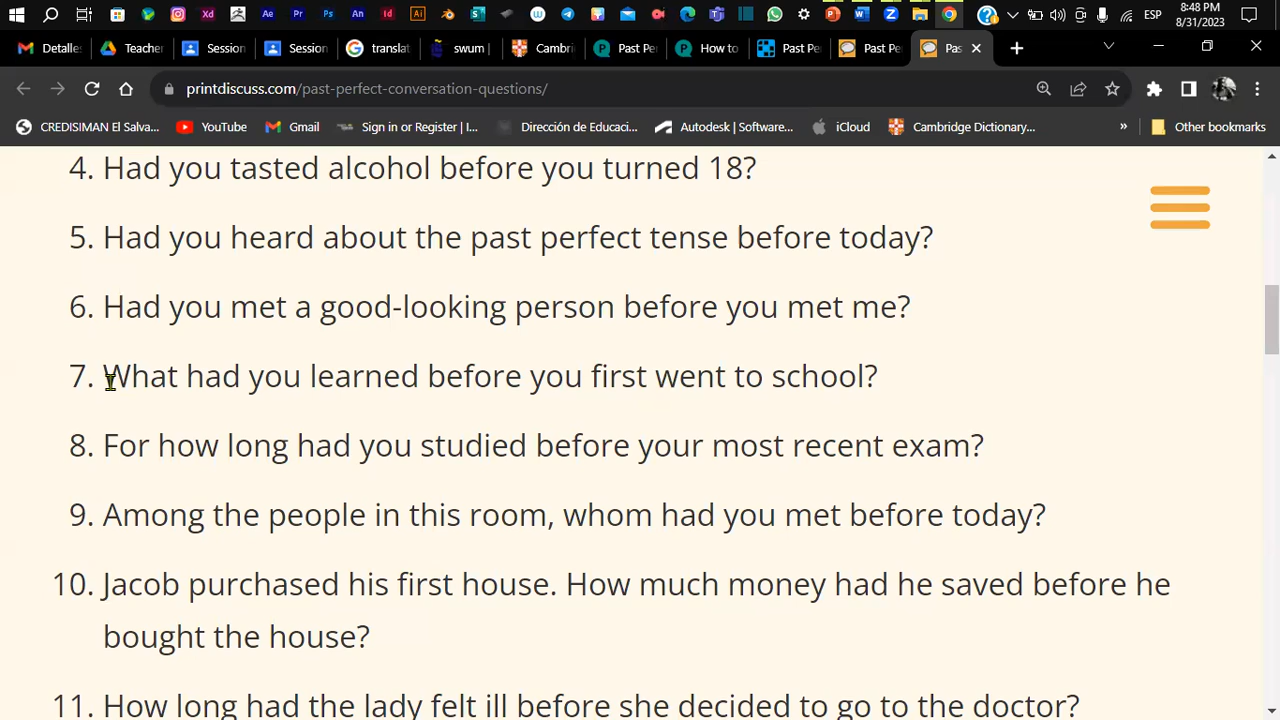 Xd
Ae
Pr
Ps
An
Id
Ai
ESP
8:48 PM
8/31/2023
Detalle
Teacher
Session
Session
translat
swum |
Cambri
Past Pe
How to
Past Pe
Past Pe
Pas
printdiscuss.com/past-perfect-conversation-questions/
CREDISIMAN El Salva...
YouTube
Gmail
Sign in or Register | I...
Dirección de Educaci...
Autodesk | Software...
iCloud
Cambridge Dictionary...
»
Other bookmarks
4. Had you tasted alcohol before you turned 18?
5. Had you heard about the past perfect tense before today?
6. Had you met a good-looking person before you met me?
7. What had you learned before you first went to school?
8. For how long had you studied before your most recent exam?
9. Among the people in this room, whom had you met before today?
10. Jacob purchased his first house. How much money had he saved before he
bought the house?
11. How long had the lady felt ill before she decided to go to the doctor?